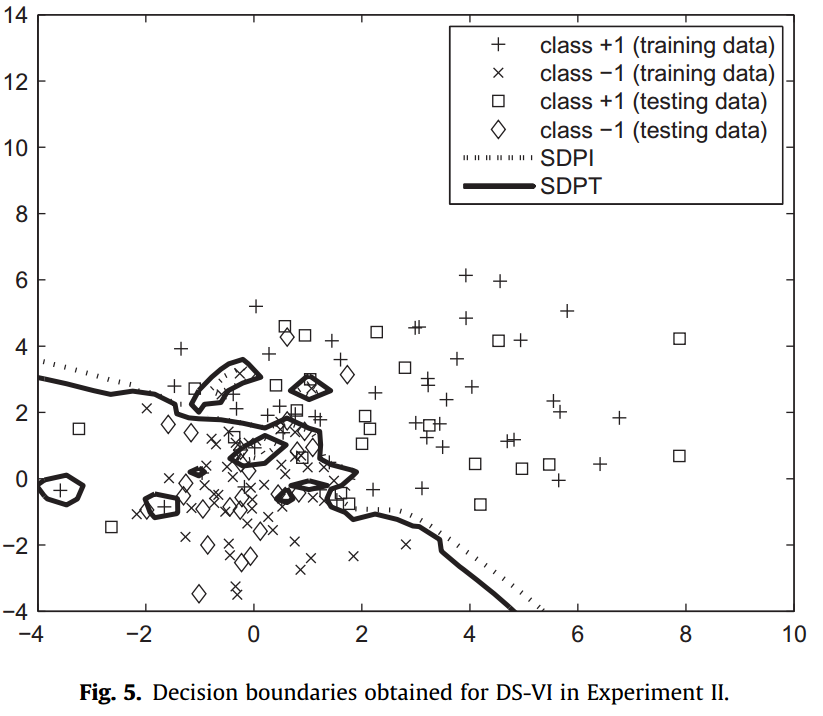 14
12
10
8
6
4
2
0
−2
−4
−4
−2
0
2
4
6
8
10
class +1 (training data)
class −1 (training data)
class +1 (testing data)
class −1 (testing data)
SDPI
SDPT
Fig. 5. Decision boundaries obtained for DS-VI in Experiment II.